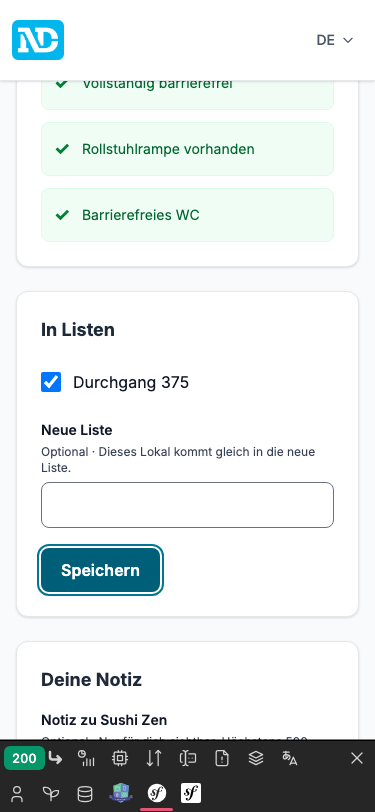 ND
DE
Vollständig barrierefrei
Rollstuhlrampe vorhanden
Barrierefreies WC
In Listen
Durchgang 375
Neue Liste
Optional · Dieses Lokal kommt gleich in die neue
Liste.
Speichern
Deine Notiz
Notiz zu Sushi Zen
200